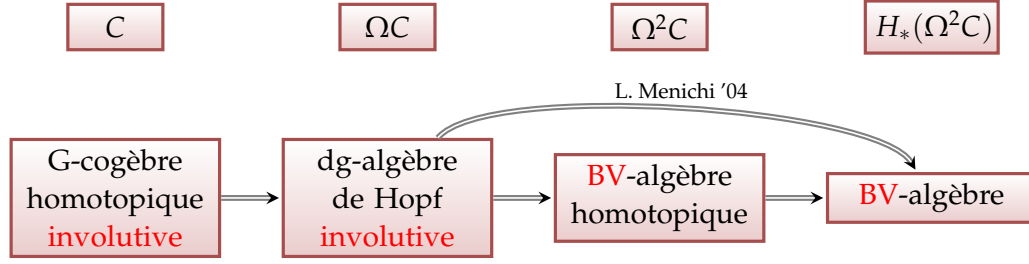 C
ΩC
Ω²C
H∗(Ω²C)
L. Menichi '04
G-cogèbre
homotopique
involutive
dg-algèbre
de Hopf
involutive
BV-algèbre
homotopique
BV-algèbre